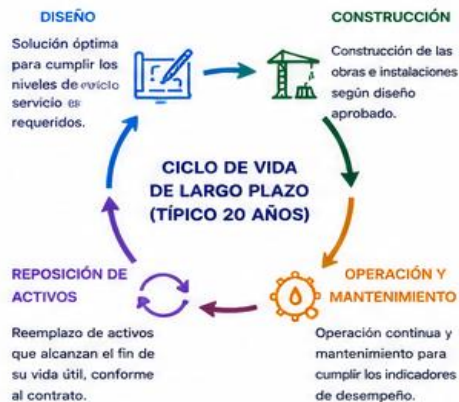 DISEÑO
Solución óptima
para cumplir los
niveles de
servicio es
requeridos.
CONSTRUCCIÓN
Construcción de las
obras e instalaciones
según diseño
aprobado.
CICLO DE VIDA
DE LARGO PLAZO
(TÍPICO 20 AÑOS)
REPOSICIÓN DE
ACTIVOS
Reemplazo de activos
que alcanzan el fin de
su vida útil, conforme
al contrato.
OPERACIÓN Y
MANTENIMIENTO
Operación continua y
mantenimiento para
cumplir los indicadores
de desempeño.